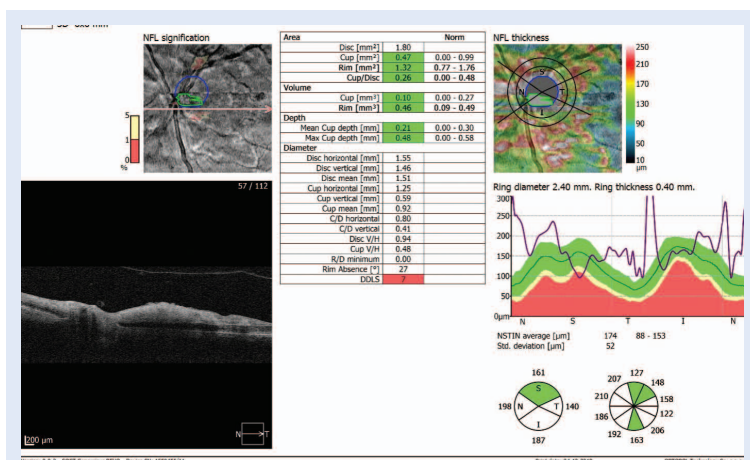 NFL signification
5
1
0
%
57 / 112
200 µm
N T
Area Norm
Disc [mm²] 1.80
Cup [mm²] 0.47 0.00 - 0.99
Rim [mm²] 1.32 0.77 - 1.76
Cup/Disc 0.26 0.00 - 0.48
Volume
Cup [mm³] 0.10 0.00 - 0.27
Rim [mm³] 0.46 0.09 - 0.49
Depth
Mean Cup depth [mm] 0.21 0.00 - 0.30
Max Cup depth [mm] 0.48 0.00 - 0.58
Diameter
Disc horizontal [mm] 1.55
Disc vertical [mm] 1.46
Disc mean [mm] 1.51
Cup horizontal [mm] 1.25
Cup vertical [mm] 0.59
Cup mean [mm] 0.92
C/D horizontal 0.80
C/D vertical 0.41
Disc V/H 0.94
Cup V/H 0.48
R/D minimum 0.00
Rim Absence [°] 27
DDLS 7
NFL thickness
S
N T
I
250
210
170
130
90
50
10
µm
Ring diameter 2.40 mm. Ring thickness 0.40 mm.
300
250
200
150
100
50
0µm
N S T I N
NSTIN average [µm] 174 88 - 153
Std. deviation [µm] 52
161
S
198 N T 140
I
187
207 127 148
210 158
186 122
192 163 206